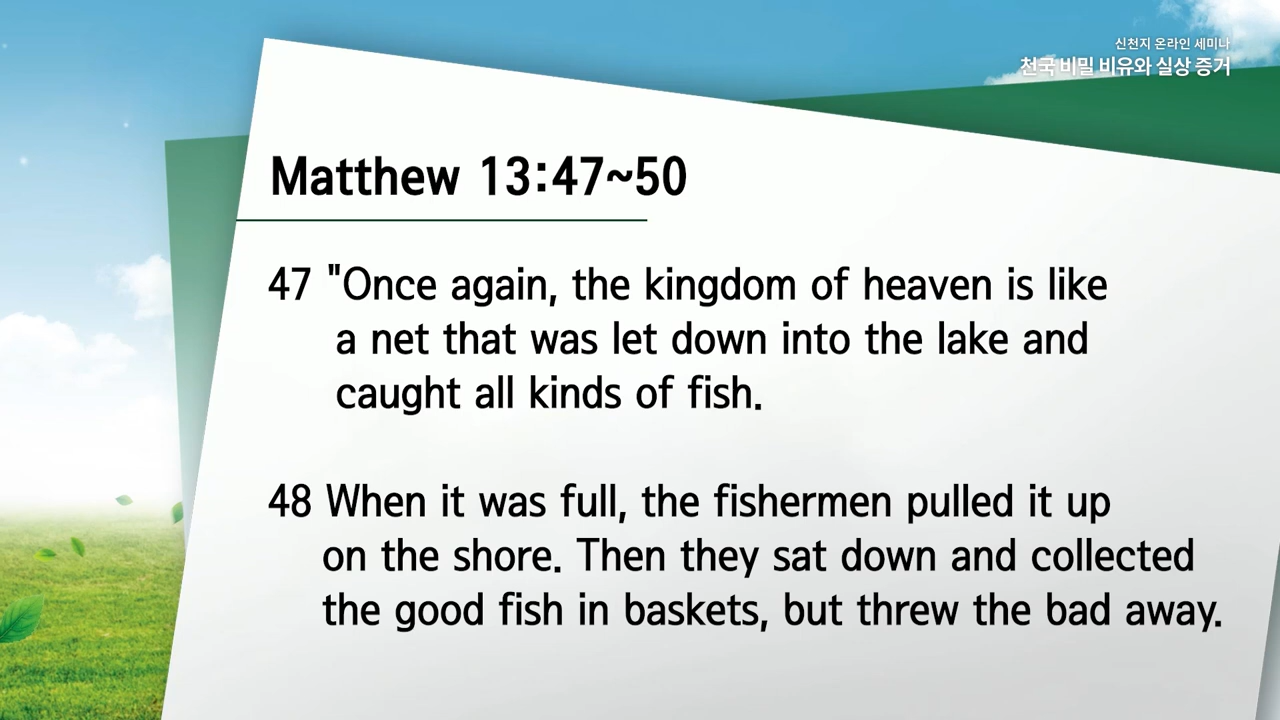 신천지 온라인 세미나
천국 비밀 비유와 실상 증거
Matthew 13:47~50
47 "Once again, the kingdom of heaven is like
a net that was let down into the lake and
caught all kinds of fish.
48 When it was full, the fishermen pulled it up
on the shore. Then they sat down and collected
the good fish in baskets, but threw the bad away.